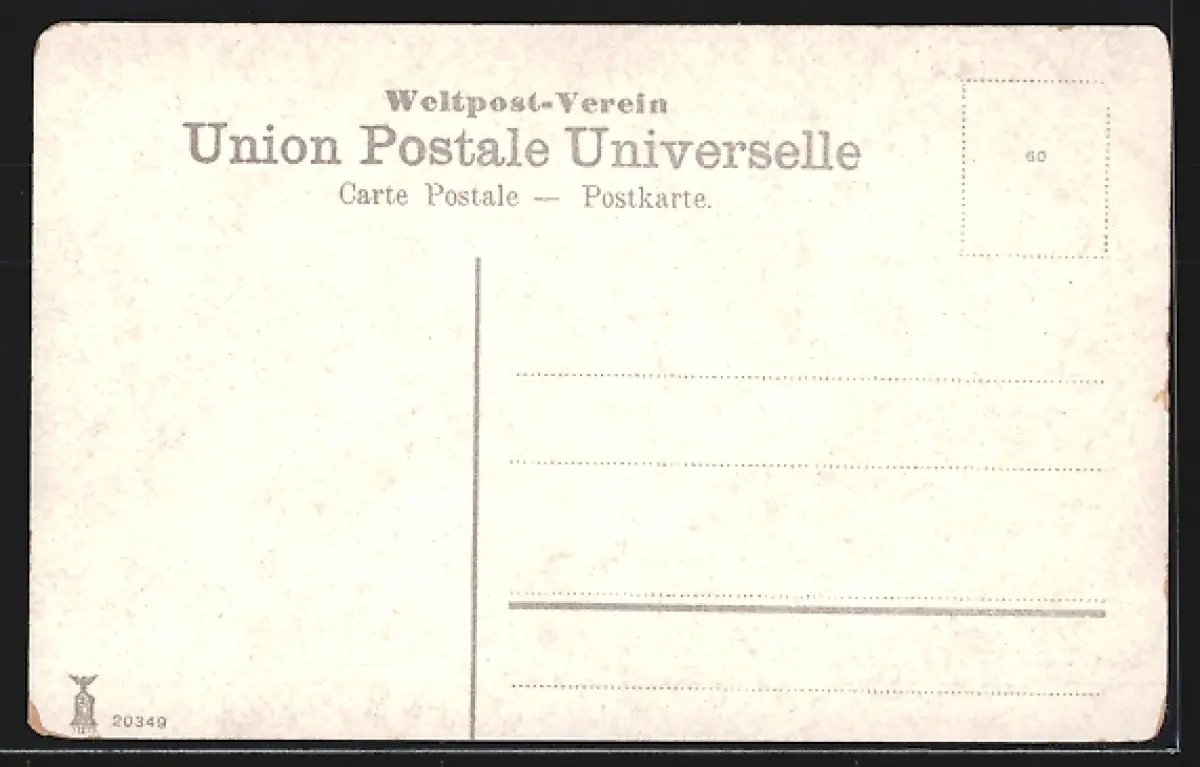 Weltpost-Verein
Union Postale Universelle
Carte Postale — Postkarte.
60
20349